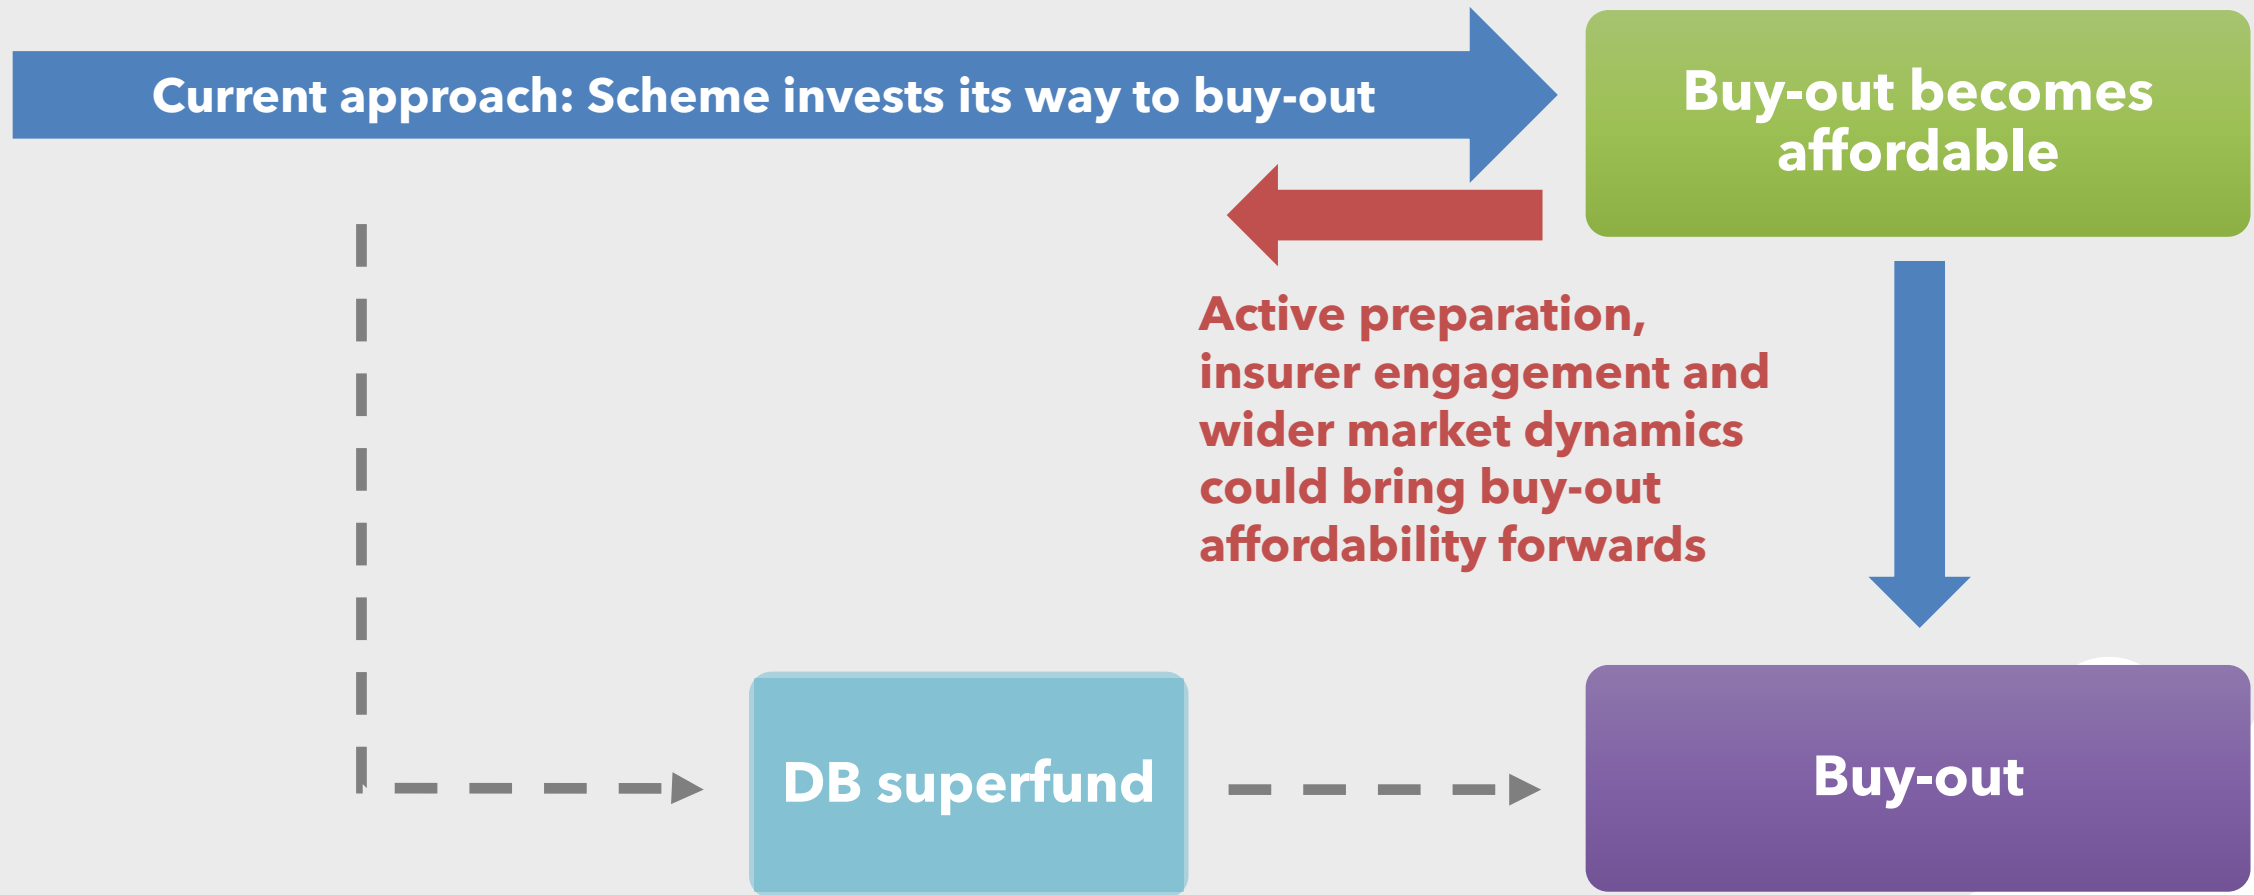 Current approach: Scheme invests its way to buy-out
Buy-out becomes
affordable
Active preparation,
insurer engagement and
wider market dynamics
could bring buy-out
affordability forwards
DB superfund
Buy-out